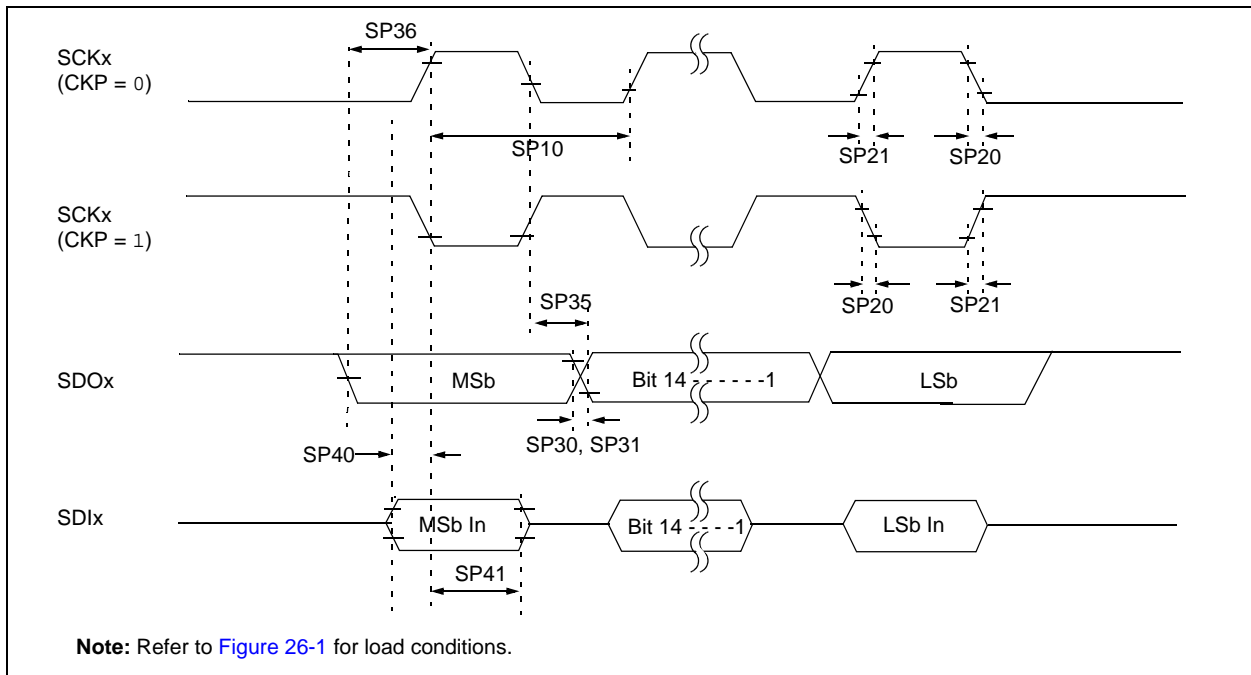 SP36
SCKx
(CKP = 0)
SP10
SP21
SP20
SCKx
(CKP = 1)
SP35
SP20
SP21
SDOx
MSb
Bit 14 - - - - - -1
LSb
SP30, SP31
SP40
SDIx
MSb In
Bit 14 - - - -1
LSb In
SP41
Note: Refer to Figure 26-1 for load conditions.